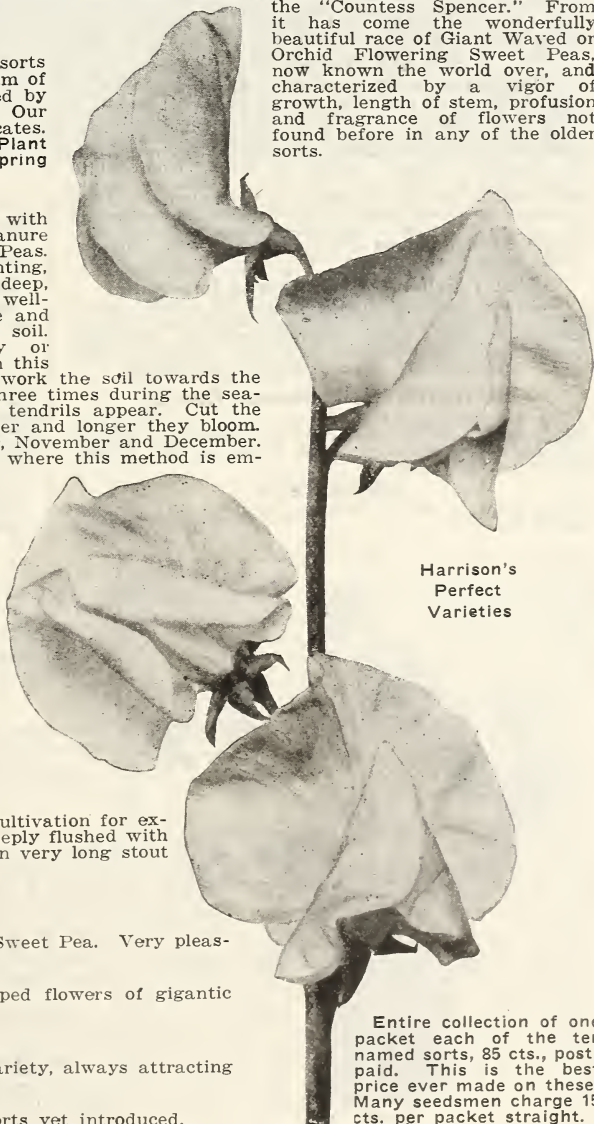 sorts
m of
ed by
Our
cates.
Plant
pring
with
anure
Peas.
nting,
deep,
well-
e and
soil.
y or
n this
work the soil towards the
hree times during the sea-
tendrils appear. Cut the
er and longer they bloom.
, November and December.
where this method is em-
the "Countess Spencer." From
it has come the wonderfully
beautiful race of Giant Waved or
Orchid Flowering Sweet Peas,
now known the world over, and
characterized by a vigor of
growth, length of stem, profusion
and fragrance of flowers not
found before in any of the older
sorts.
Harrison's
Perfect
Varieties
ultivation for ex-
eeply flushed with
n very long stout
Sweet Pea. Very pleas-
ped flowers of gigantic
ariety, always attracting
orts yet introduced.
Entire collection of one
packet each of the ten
named sorts, 85 cts., post-
paid. This is the best
price ever made on these.
Many seedsmen charge 15
cts. per packet straight.